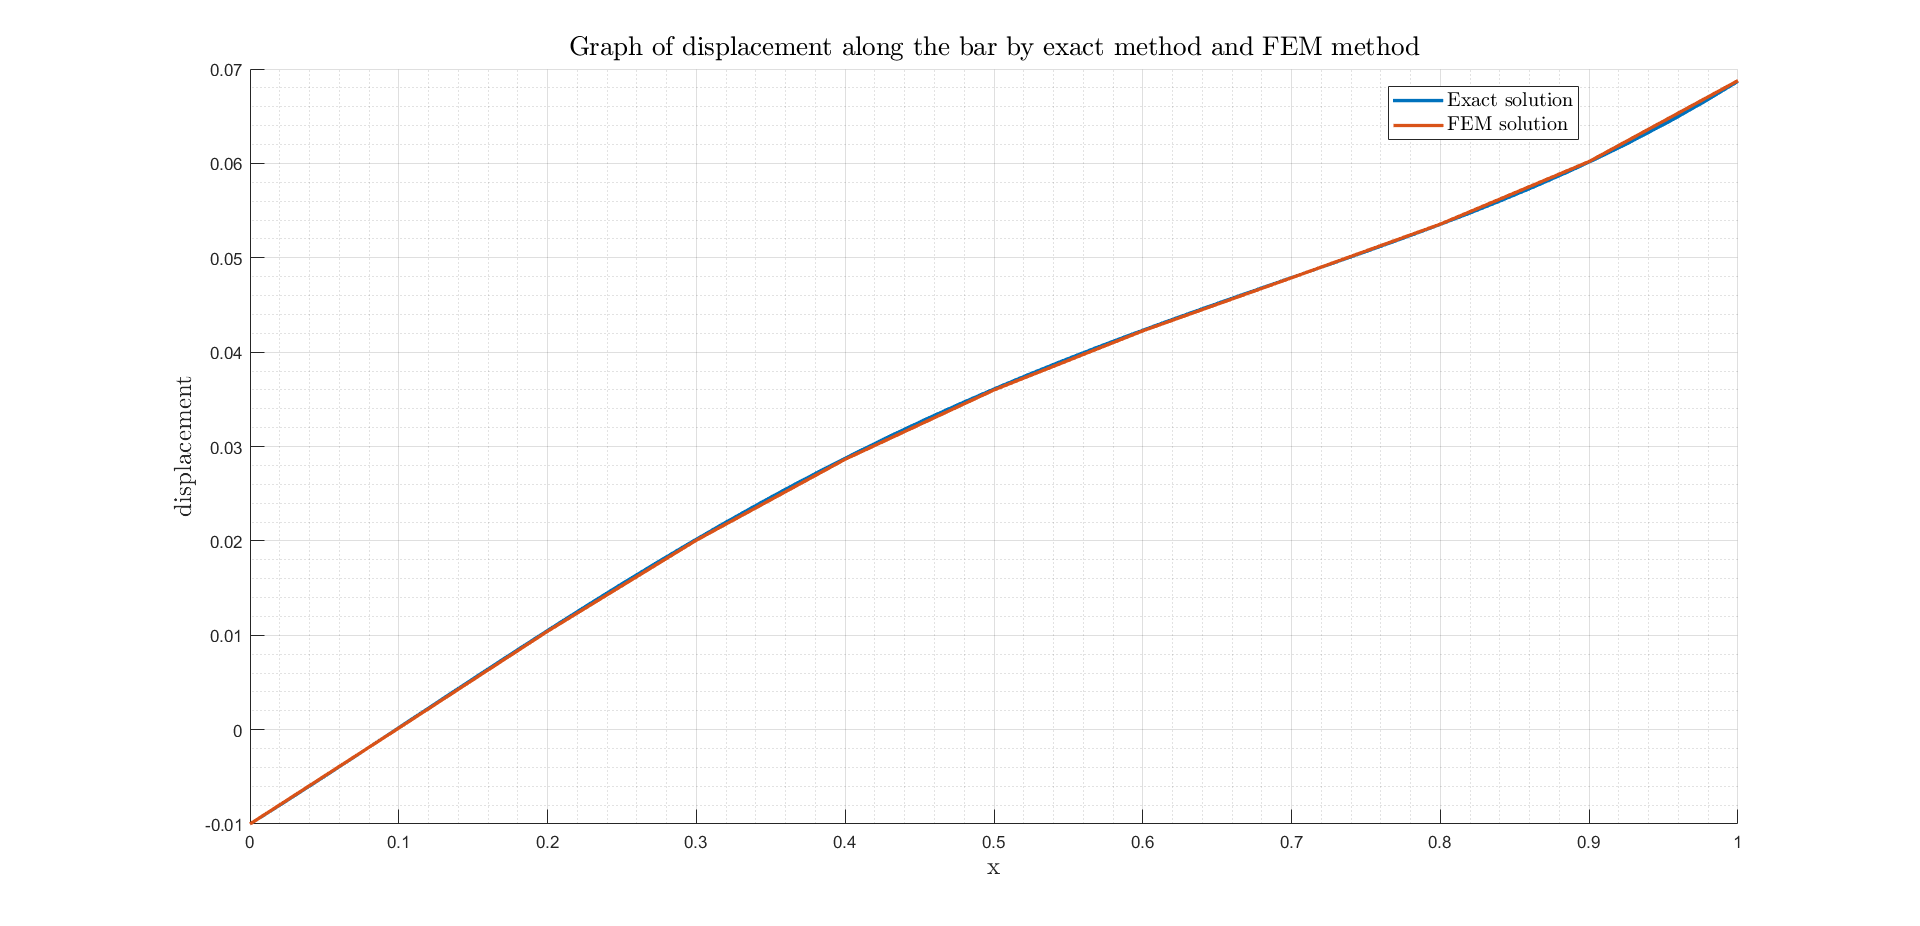 Graph of displacement along the bar by exact method and FEM method
Exact solution
FEM solution
0.07
0.06
0.05
0.04
0.03
0.02
0.01
0
-0.01
displacement
0 0.1 0.2 0.3 0.4 0.5 0.6 0.7 0.8 0.9 1
x